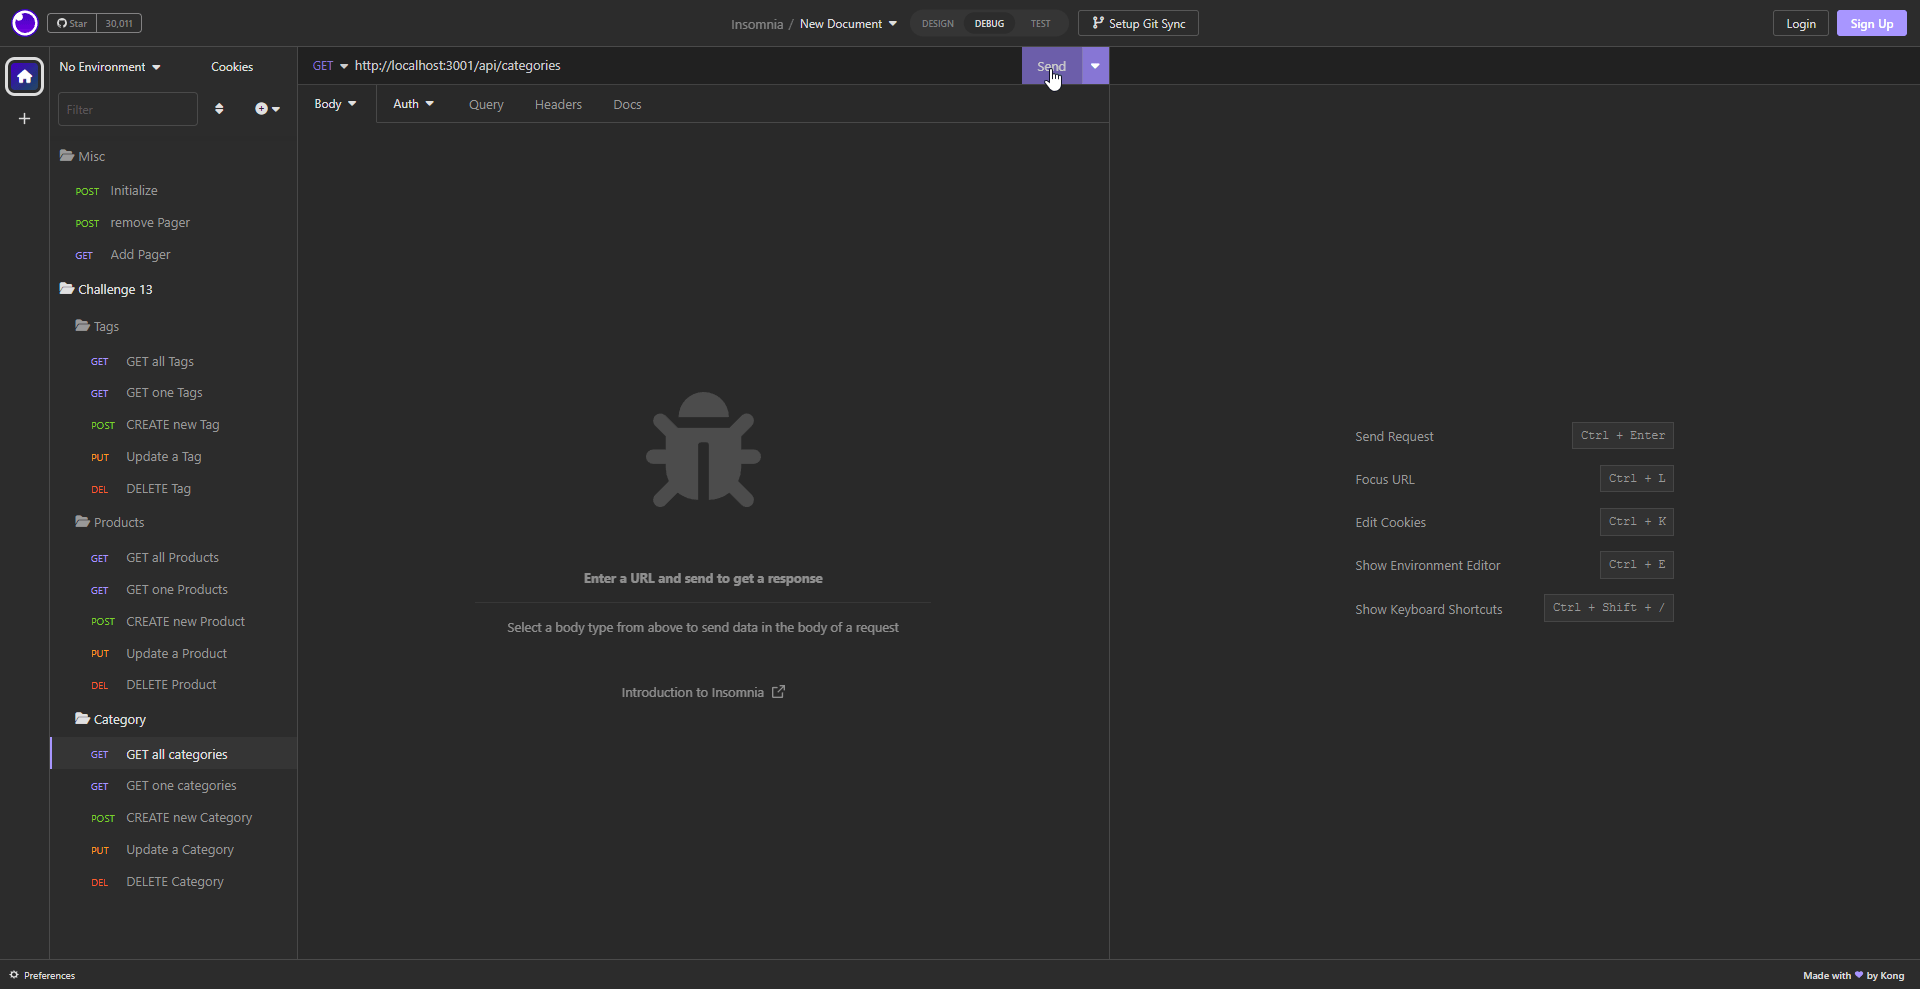 Star 30,011
Insomnia / New Document
DESIGN DEBUG TEST
Setup Git Sync
Login
Sign Up
No Environment
Cookies
Filter
Misc
POST Initialize
POST remove Pager
GET Add Pager
Challenge 13
Tags
GET GET all Tags
GET GET one Tags
POST CREATE new Tag
PUT Update a Tag
DEL DELETE Tag
Products
GET GET all Products
GET GET one Products
POST CREATE new Product
PUT Update a Product
DEL DELETE Product
Category
GET GET all categories
GET GET one categories
POST CREATE new Category
PUT Update a Category
DEL DELETE Category
GET http://localhost:3001/api/categories
Send
Body Auth Query Headers Docs
Enter a URL and send to get a response
Select a body type from above to send data in the body of a request
Introduction to Insomnia
Send Request Ctrl + Enter
Focus URL Ctrl + L
Edit Cookies Ctrl + K
Show Environment Editor Ctrl + E
Show Keyboard Shortcuts Ctrl + Shift + /
Preferences
Made with 💜 by Kong